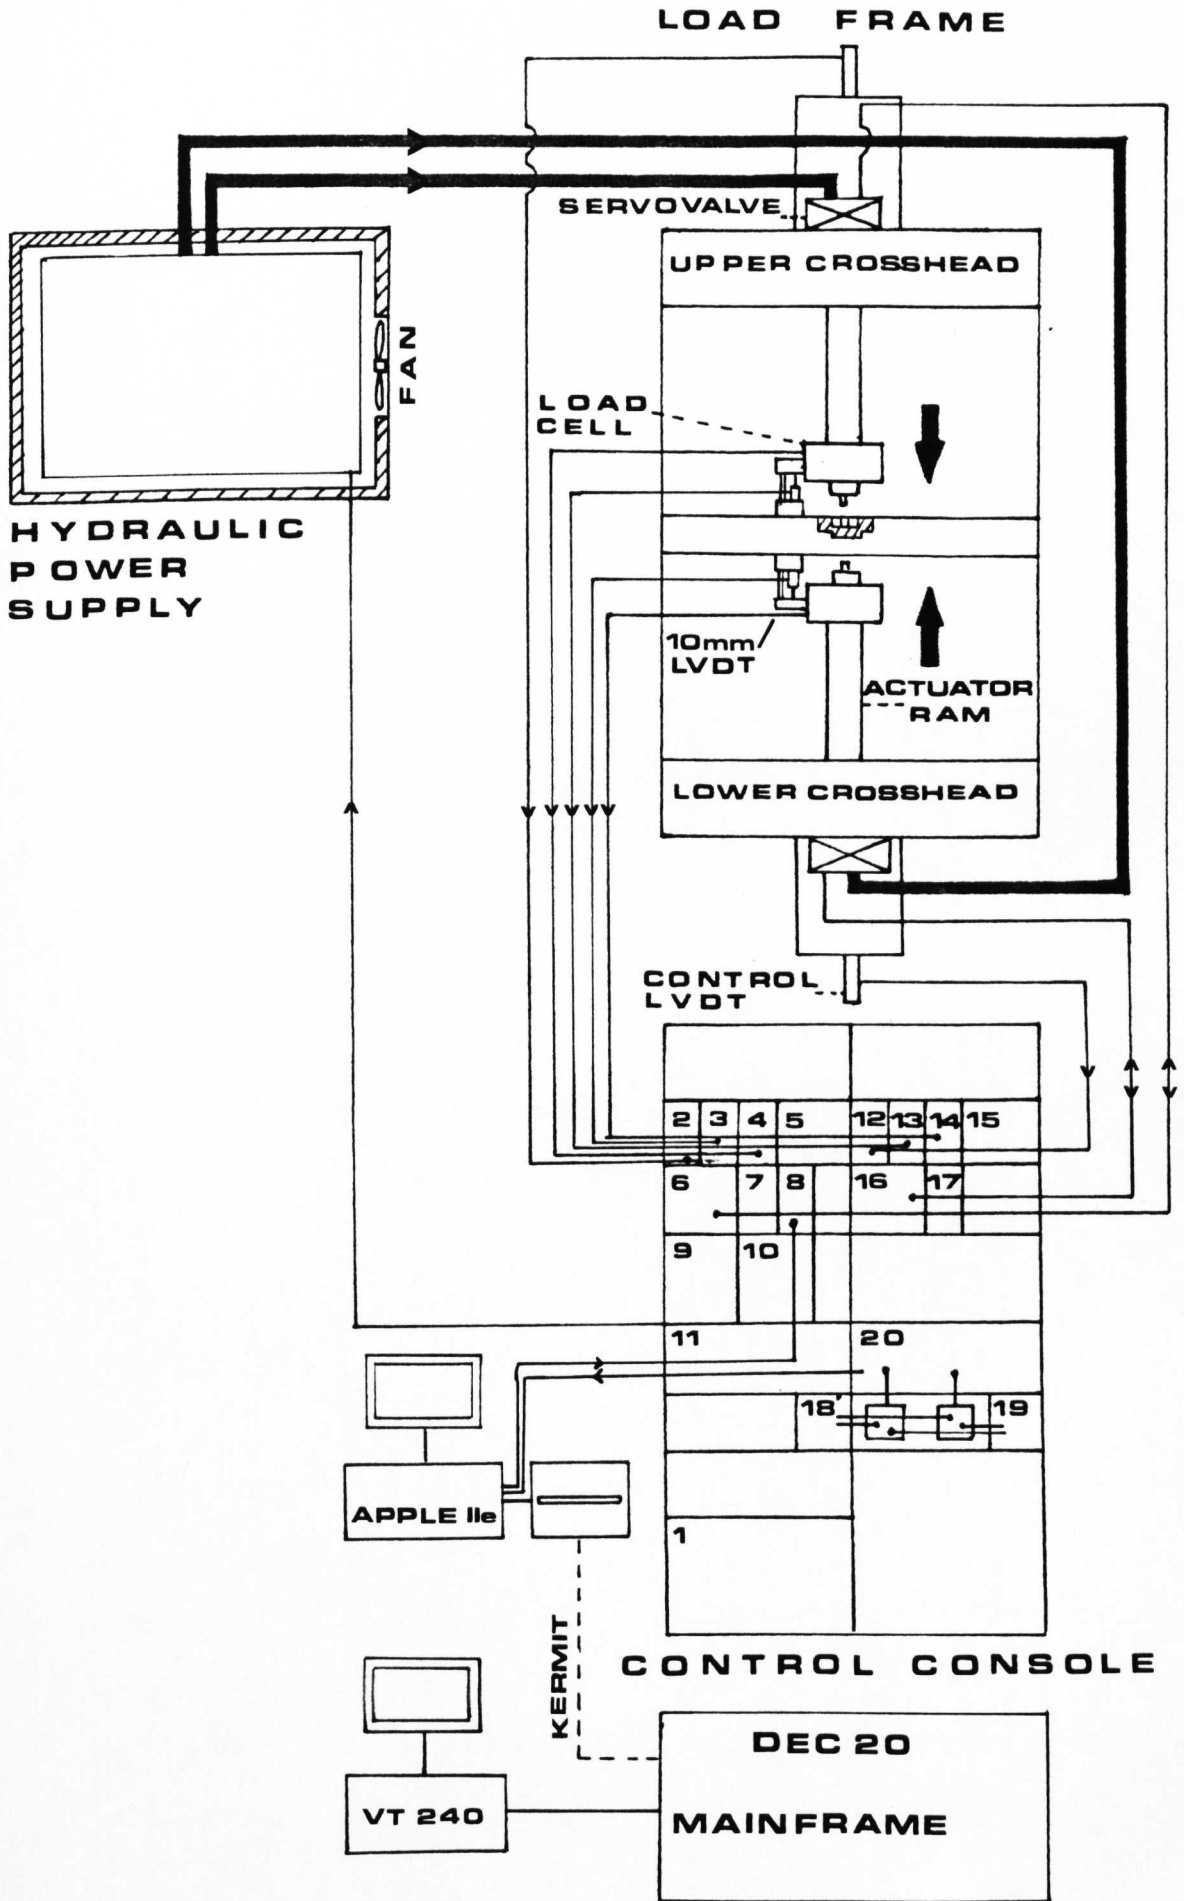 LOAD FRAME
SERVOVALVE
UPPER CROSSHEAD
FAN
LOAD
CELL
HYDRAULIC
POWER
SUPPLY
10mm
LVDT
ACTUATOR
RAM
LOWER CROSSHEAD
CONTROL
LVDT
2 3 4 5 12 13 14 15
6 7 8 16 17
9 10
11 20
18' 19
APPLE IIe
1
KERMIT
CONTROL CONSOLE
DEC 20
VT 240
MAINFRAME